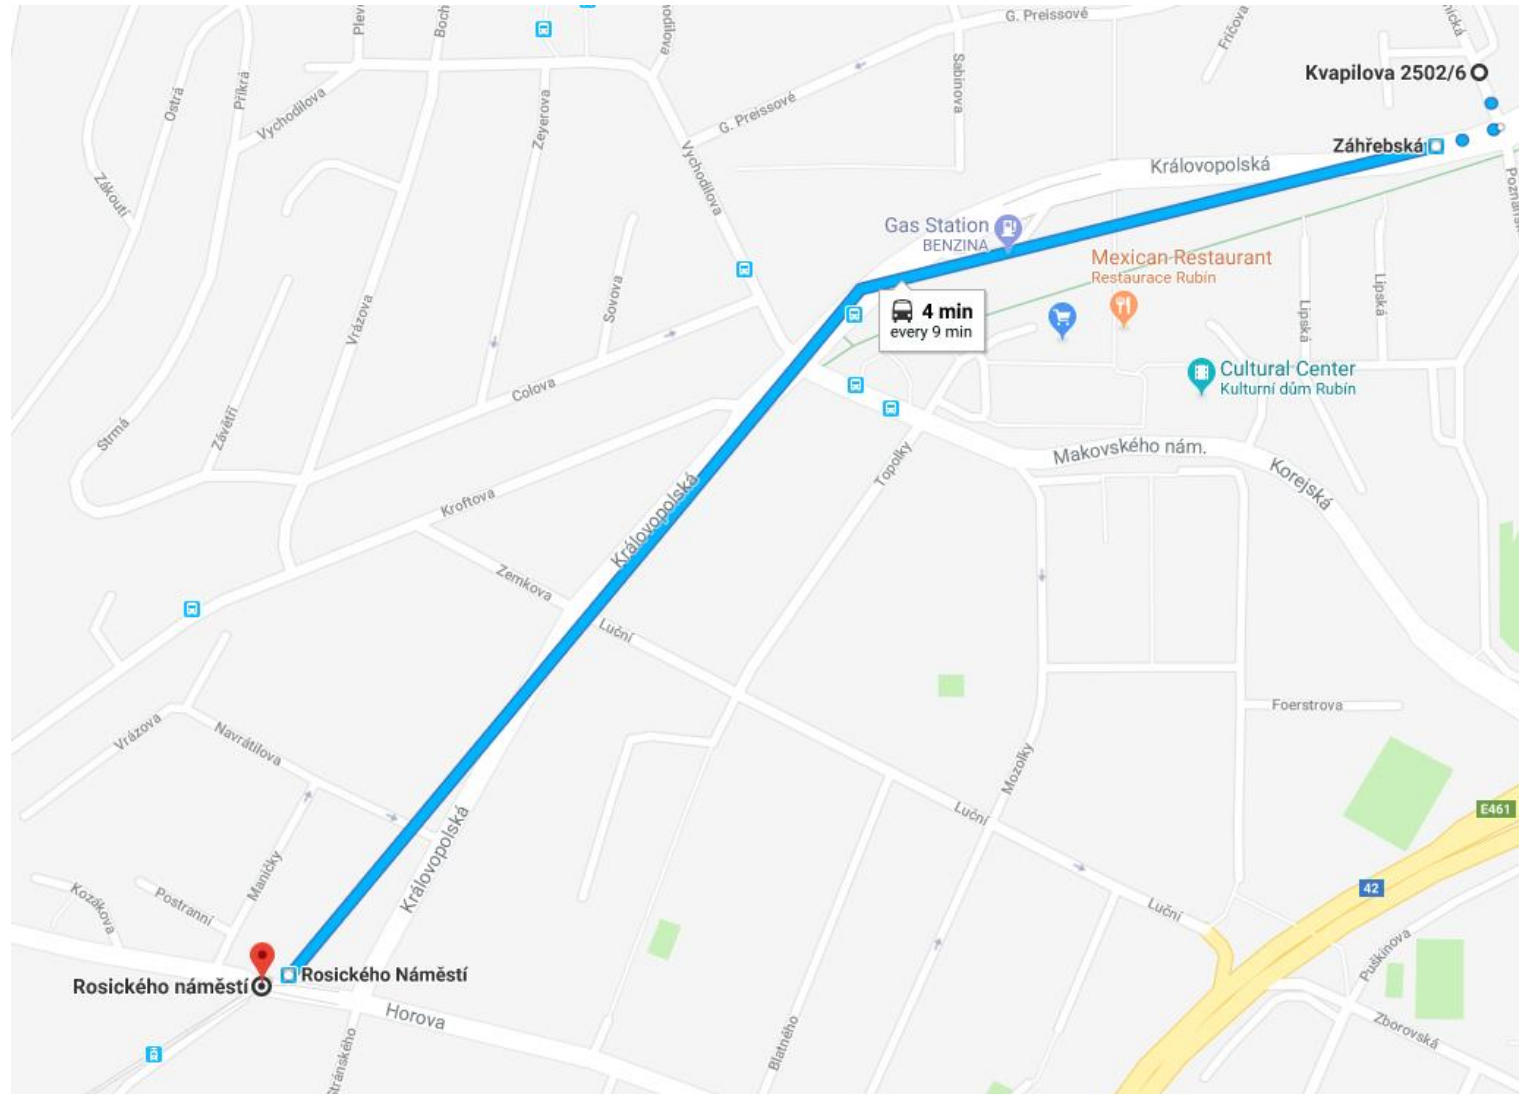 G. Preissové
Fričova
Kvapilova 2502/6
Ostrá
Příkrá
Vychodilova
Zeyerova
Sabinova
G. Preissové
Vychodilova
Záhřebská
Královopolská
Zákoutí
Gas Station
BENZINA
Mexican Restaurant
Restaurace Rubín
Vrázova
Sovova
Lipská
Lipská
4 min
every 9 min
Cultural Center
Kulturní dům Rubín
Colova
Strmá
Závětří
Makovského nám.
Topolky
Korejská
Kroftova
Královopolská
Zemkova
Luční
Foerstrova
Vrázova
Navrátilova
Mozolky
Luční
E461
Královopolská
Maničky
42
Kozákova
Postranní
Luční
Puškinova
Rosického Náměstí
Rosického náměstí
Horova
Blatného
Zborovská